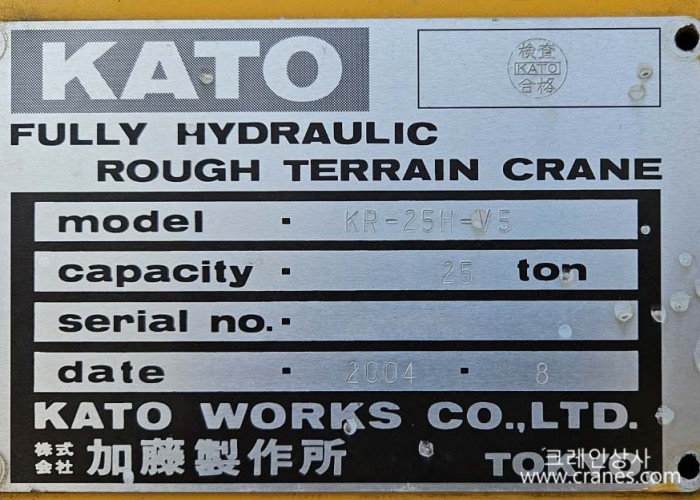 KATO
検査
KATO
合格
FULLY HYDRAULIC
ROUGH TERRAIN CRANE
model · KR-25H-V5
capacity · 25 ton
serial no. ·
date · 2004 · 8
KATO WORKS CO.,LTD.
株式会社 加藤製作所 TOKYO
크레인상사
www.cranes.com